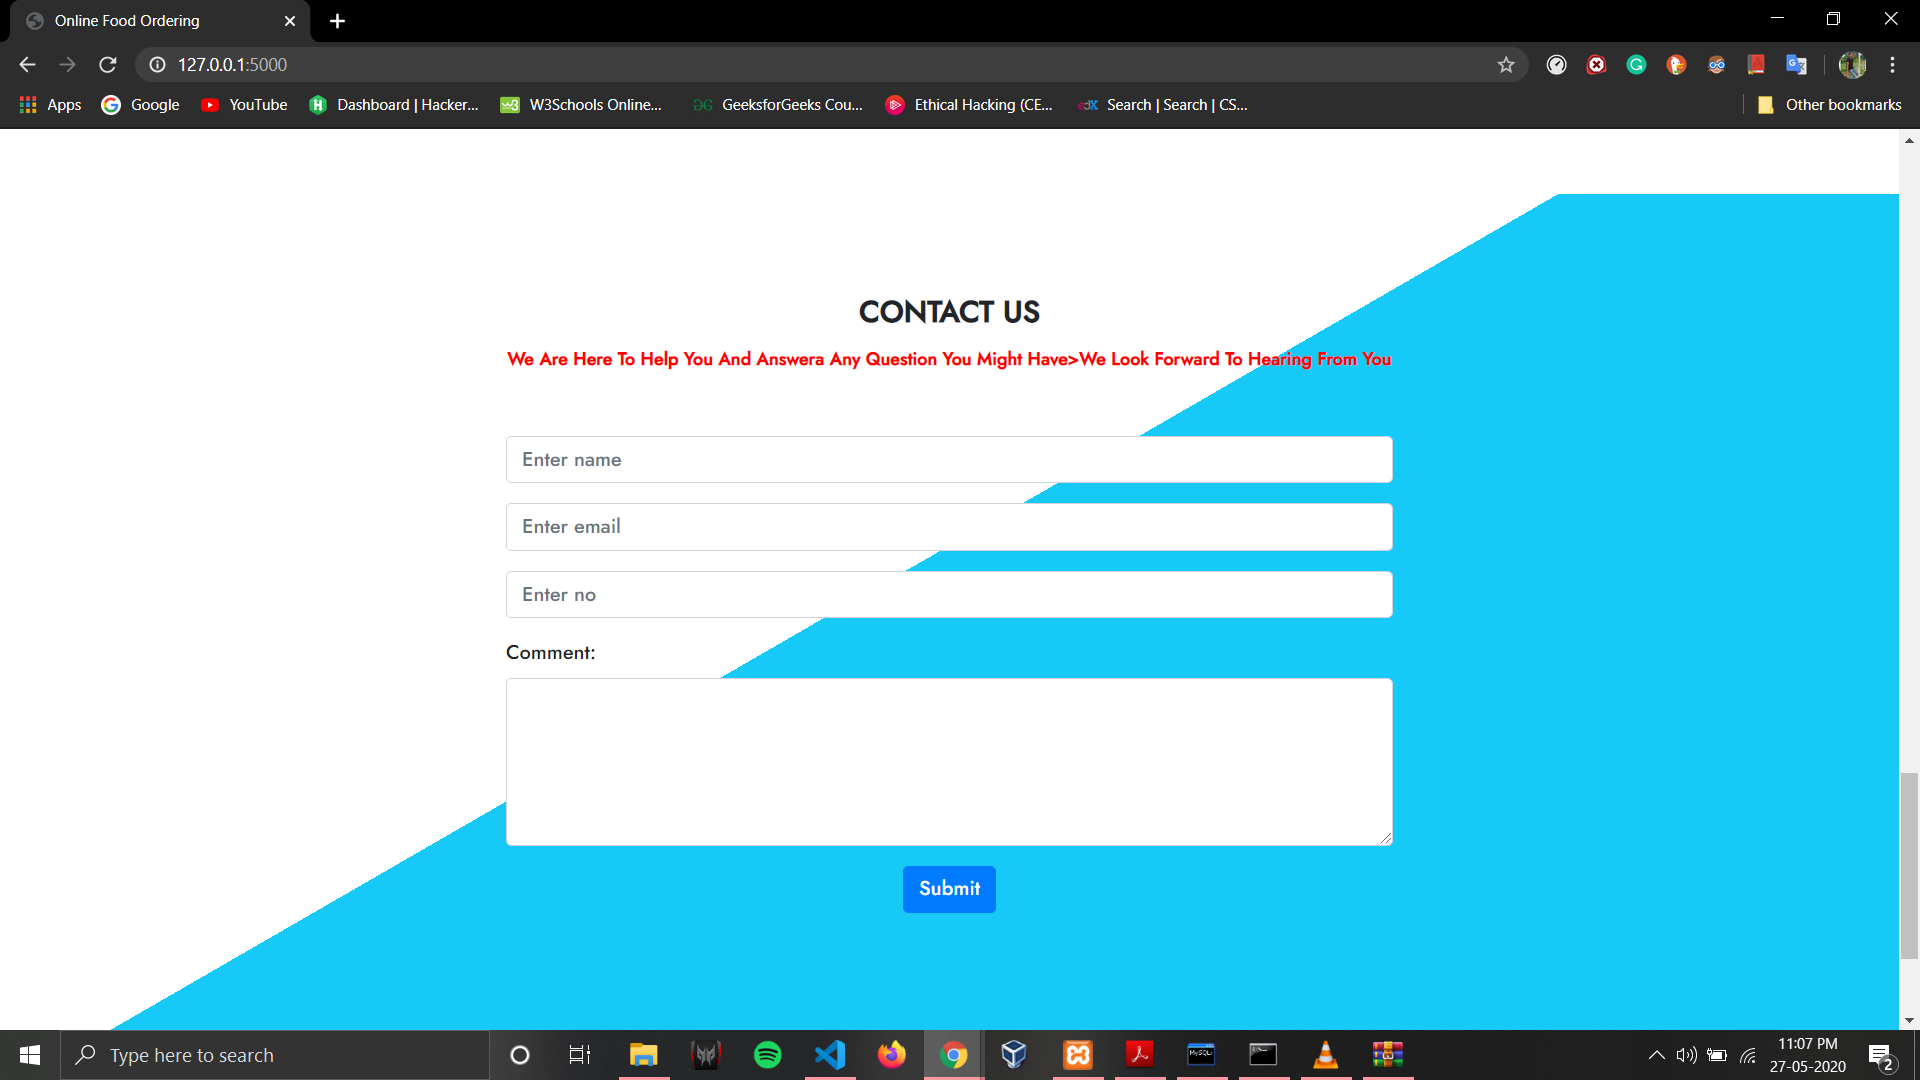 Online Food Ordering
127.0.0.1:5000
Apps Google YouTube Dashboard | Hacker... W3Schools Online... GeeksforGeeks Cou... Ethical Hacking (CE... Search | Search | CS... Other bookmarks
CONTACT US
We Are Here To Help You And Answera Any Question You Might Have>We Look Forward To Hearing From You
Enter name
Enter email
Enter no
Comment:
Submit
Type here to search
11:07 PM
27-05-2020
2